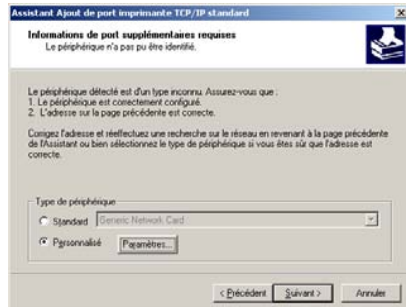 Assistant Ajout de port imprimante TCP/IP standard
Informations de port supplémentaires requises
Le périphérique n'a pas pu être identifié.
Le périphérique détecté est d'un type inconnu. Assurez-vous que :
1. Le périphérique est correctement configuré.
2. L'adresse sur la page précédente est correcte.
Corrigez l'adresse et réeffectuez une recherche sur le réseau en revenant à la page précédente
de l'Assistant ou bien sélectionnez le type de périphérique si vous êtes sûr que l'adresse est
correcte.
Type de périphérique
Standard Generic Network Card
Personnalisé Paramètres...
< Précédent Suivant > Annuler